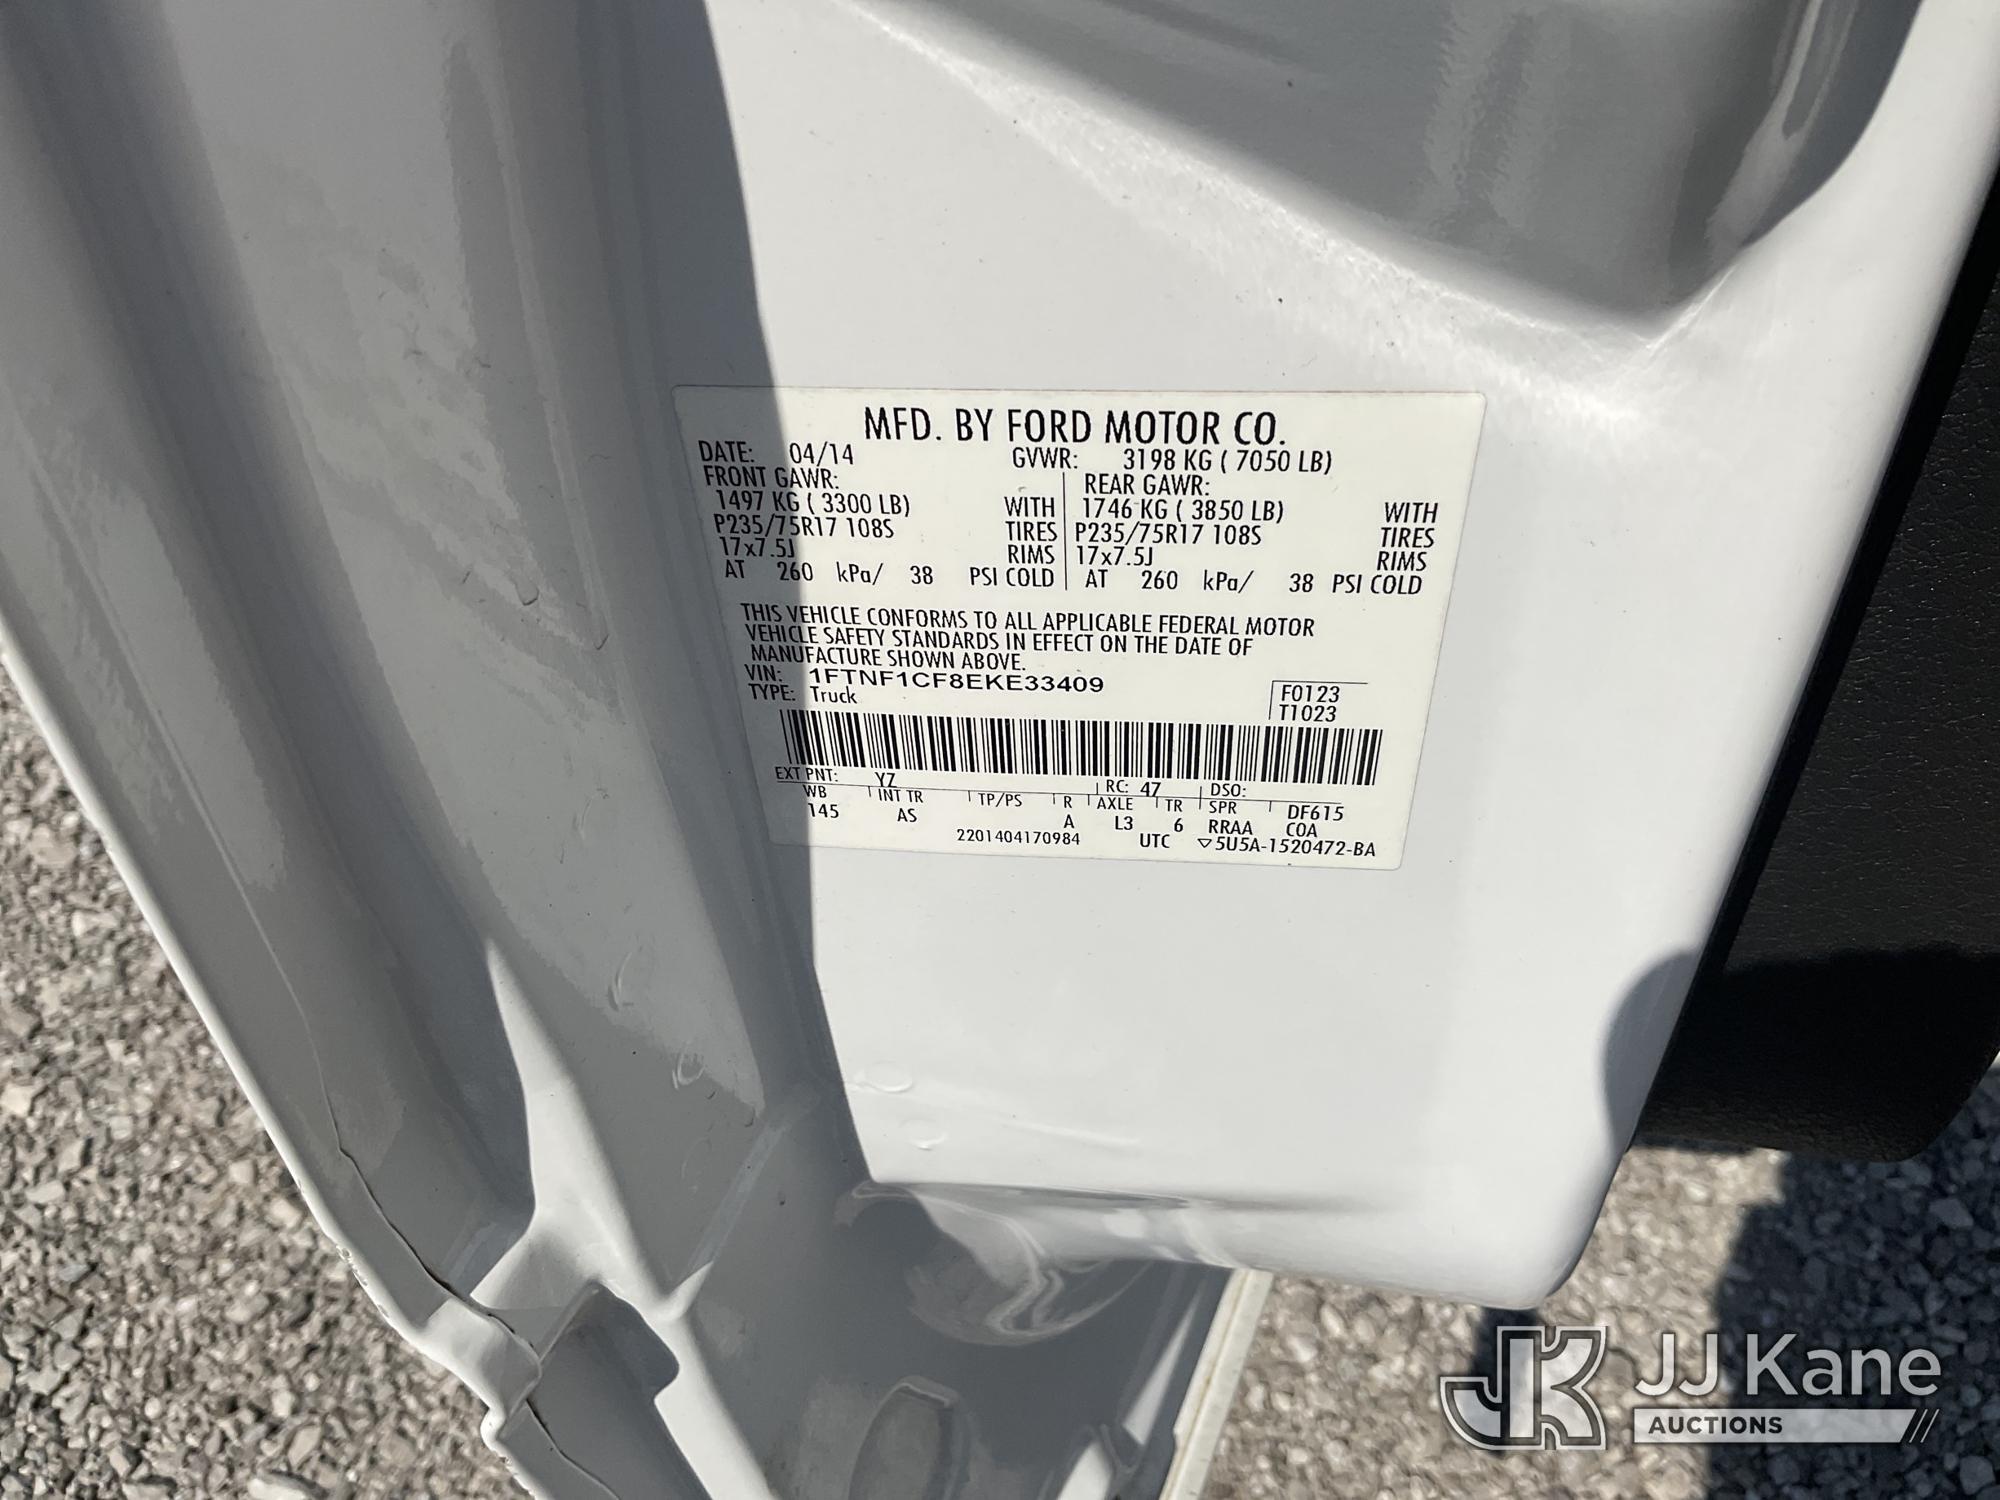 MFD. BY FORD MOTOR CO.
DATE: 04/14 GVWR: 3198 KG ( 7050 LB)
FRONT GAWR: REAR GAWR:
1497 KG ( 3300 LB) WITH 1746 KG ( 3850 LB) WITH
P235/75R17 108S TIRES P235/75R17 108S TIRES
17x7.5J RIMS 17x7.5J RIMS
AT 260 kPa/ 38 PSI COLD AT 260 kPa/ 38 PSI COLD
THIS VEHICLE CONFORMS TO ALL APPLICABLE FEDERAL MOTOR
VEHICLE SAFETY STANDARDS IN EFFECT ON THE DATE OF
MANUFACTURE SHOWN ABOVE.
VIN: 1FTNF1CF8EKE33409
TYPE: Truck
F0123
T1023
EXT PNT: YZ RC: 47 DSO:
WB INT TR TP/PS R AXLE TR SPR DF615
145 AS A L3 6 RRAA COA
2201404170984 UTC ▽5U5A-1520472-BA
JK JJ Kane
AUCTIONS